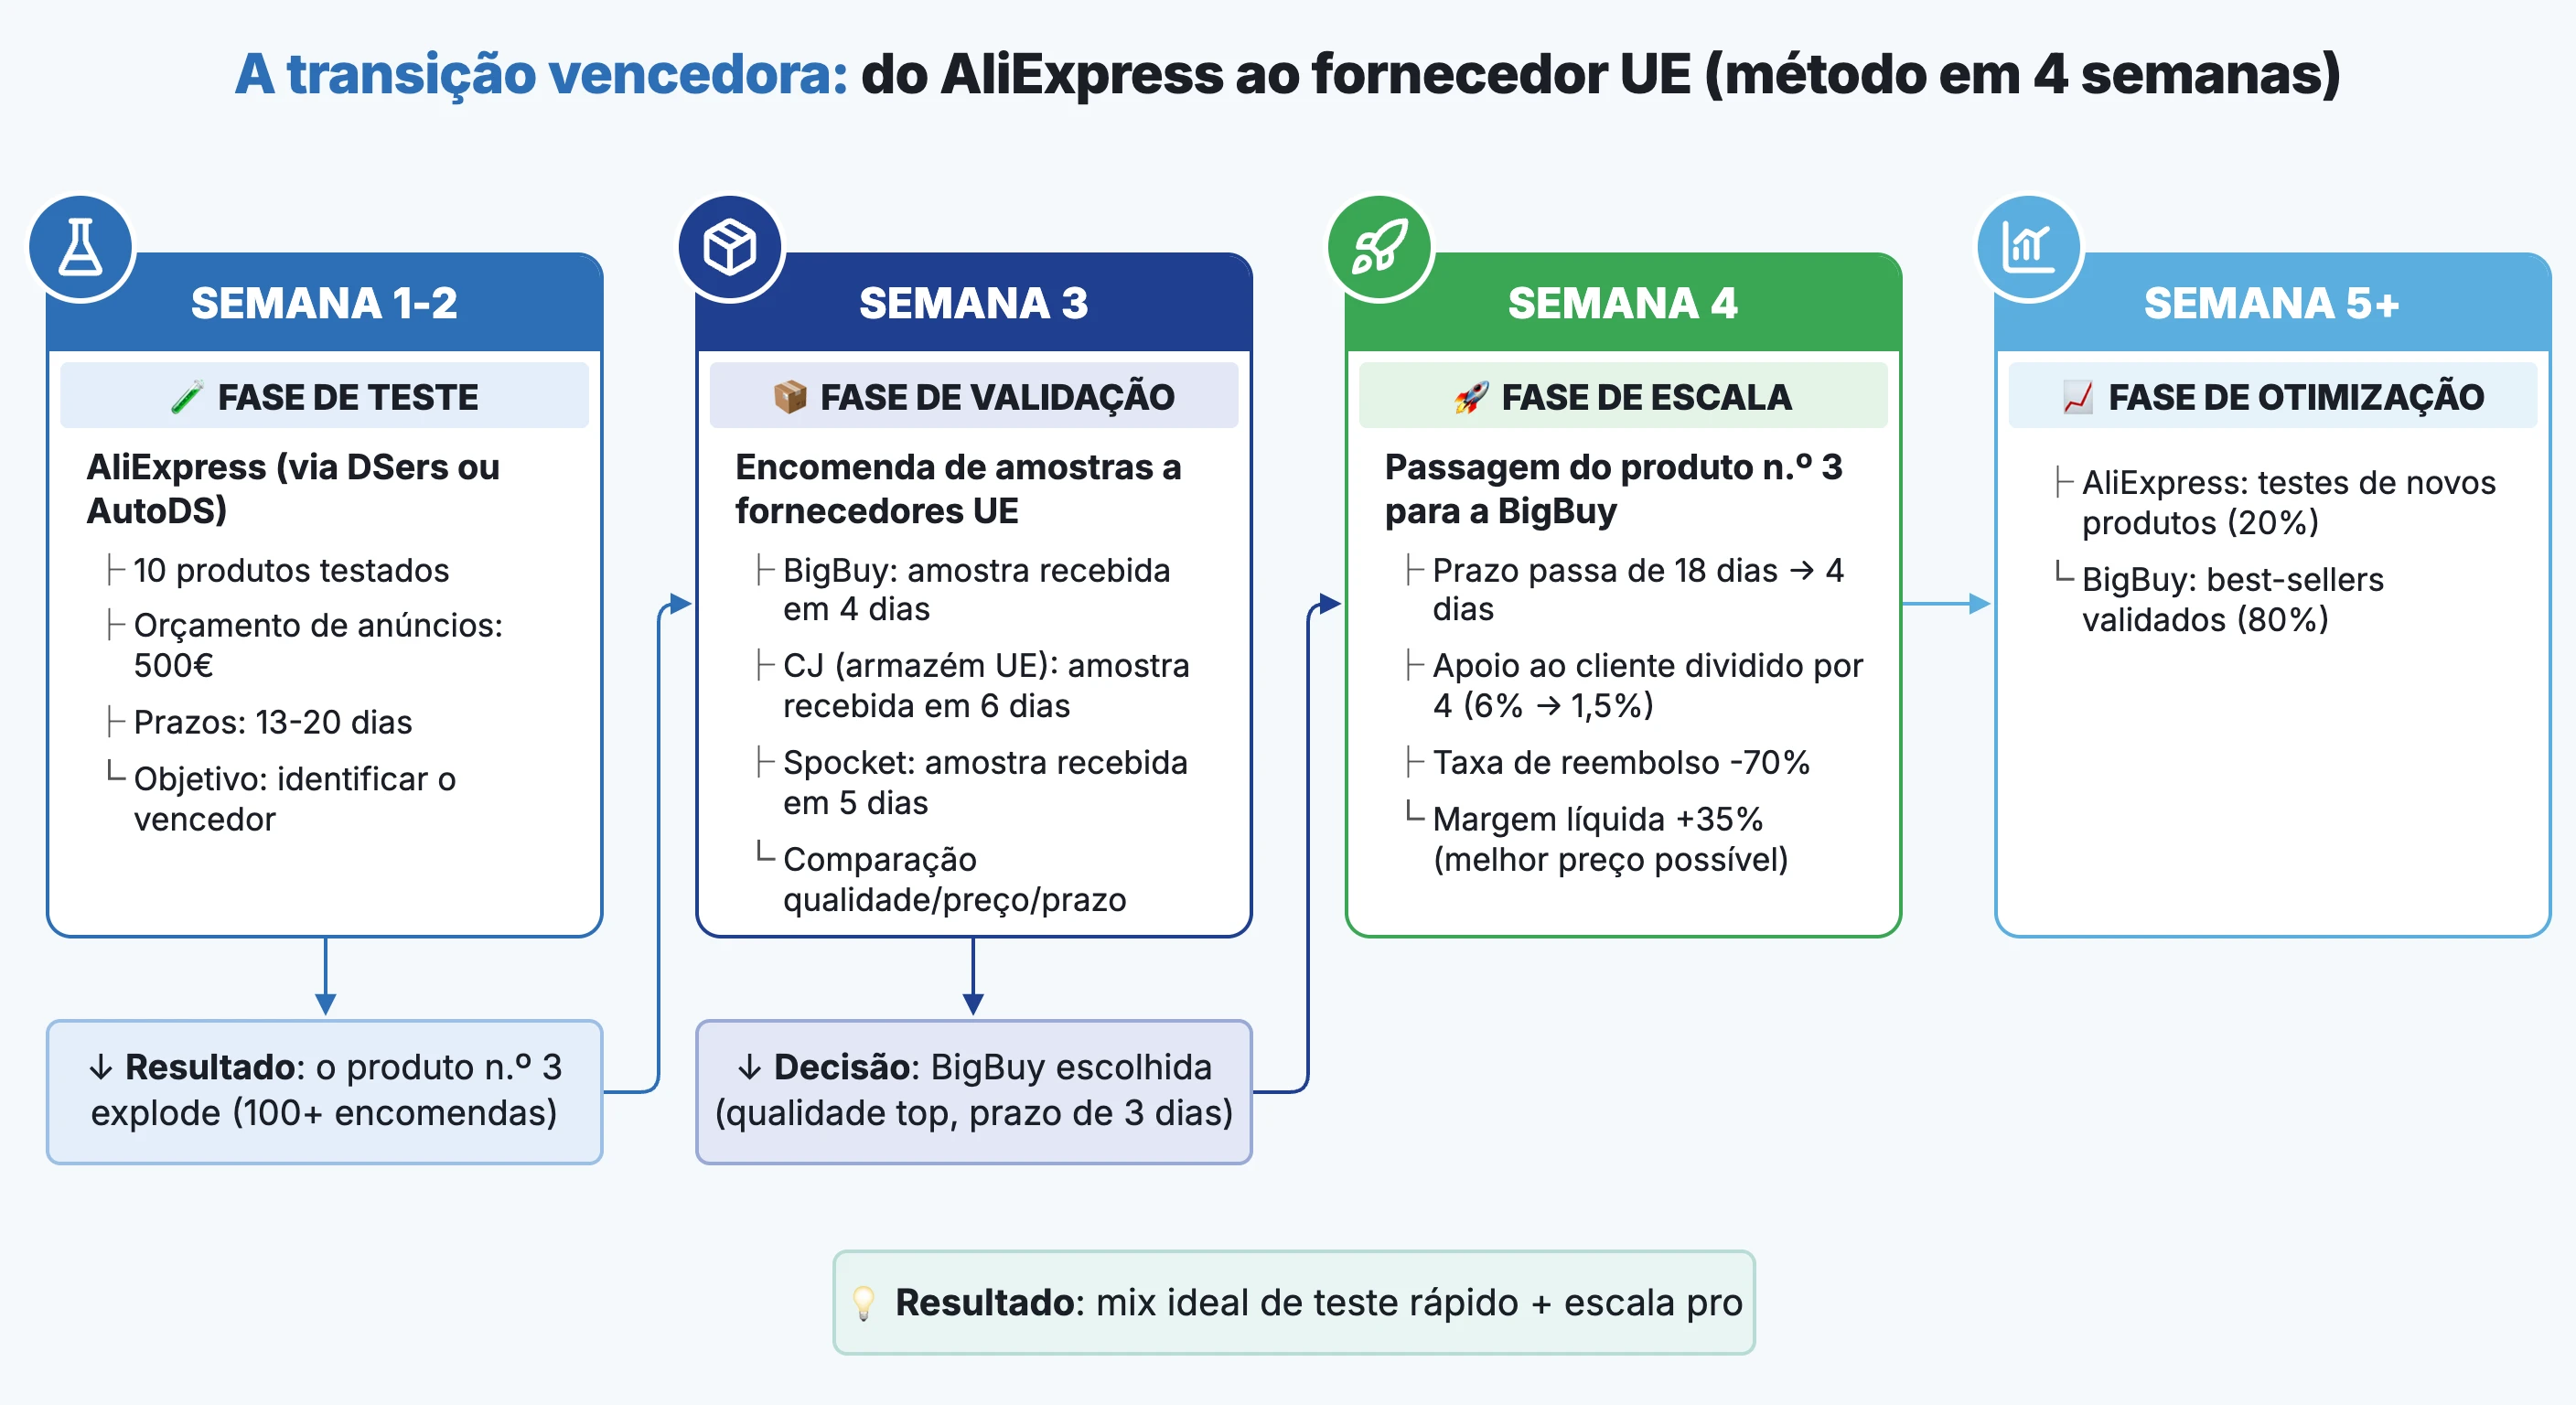 A transição vencedora: do AliExpress ao fornecedor UE (método em 4 semanas)
SEMANA 1-2
🧪 FASE DE TESTE
AliExpress (via DSers ou
AutoDS)
├ 10 produtos testados
├ Orçamento de anúncios:
500€
├ Prazos: 13-20 dias
└ Objetivo: identificar o
vencedor
↓ Resultado: o produto n.º 3
explode (100+ encomendas)
SEMANA 3
📦 FASE DE VALIDAÇÃO
Encomenda de amostras a
fornecedores UE
├ BigBuy: amostra recebida
em 4 dias
├ CJ (armazém UE): amostra
recebida em 6 dias
├ Spocket: amostra recebida
em 5 dias
└ Comparação
qualidade/preço/prazo
↓ Decisão: BigBuy escolhida
(qualidade top, prazo de 3 dias)
SEMANA 4
🚀 FASE DE ESCALA
Passagem do produto n.º 3
para a BigBuy
├ Prazo passa de 18 dias → 4
dias
├ Apoio ao cliente dividido por
4 (6% → 1,5%)
├ Taxa de reembolso -70%
└ Margem líquida +35%
(melhor preço possível)
SEMANA 5+
📈 FASE DE OTIMIZAÇÃO
├ AliExpress: testes de novos
produtos (20%)
└ BigBuy: best-sellers
validados (80%)
💡 Resultado: mix ideal de teste rápido + escala pro